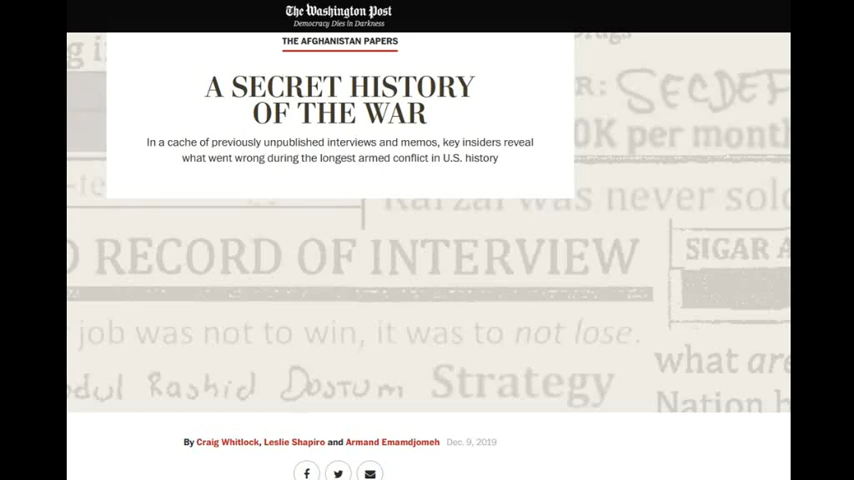 The Washington Post
Democracy Dies in Darkness
THE AFGHANISTAN PAPERS
A SECRET HISTORY
OF THE WAR
In a cache of previously unpublished interviews and memos, key insiders reveal
what went wrong during the longest armed conflict in U.S. history
R: SECDEF
0K per month
-te
Karzai was never sol
D RECORD OF INTERVIEW
SIGAR A
job was not to win, it was to not lose.
what are
dul Rashid Dostum
Strategy
Nation b
By Craig Whitlock, Leslie Shapiro and Armand Emamdjomeh Dec. 9, 2019